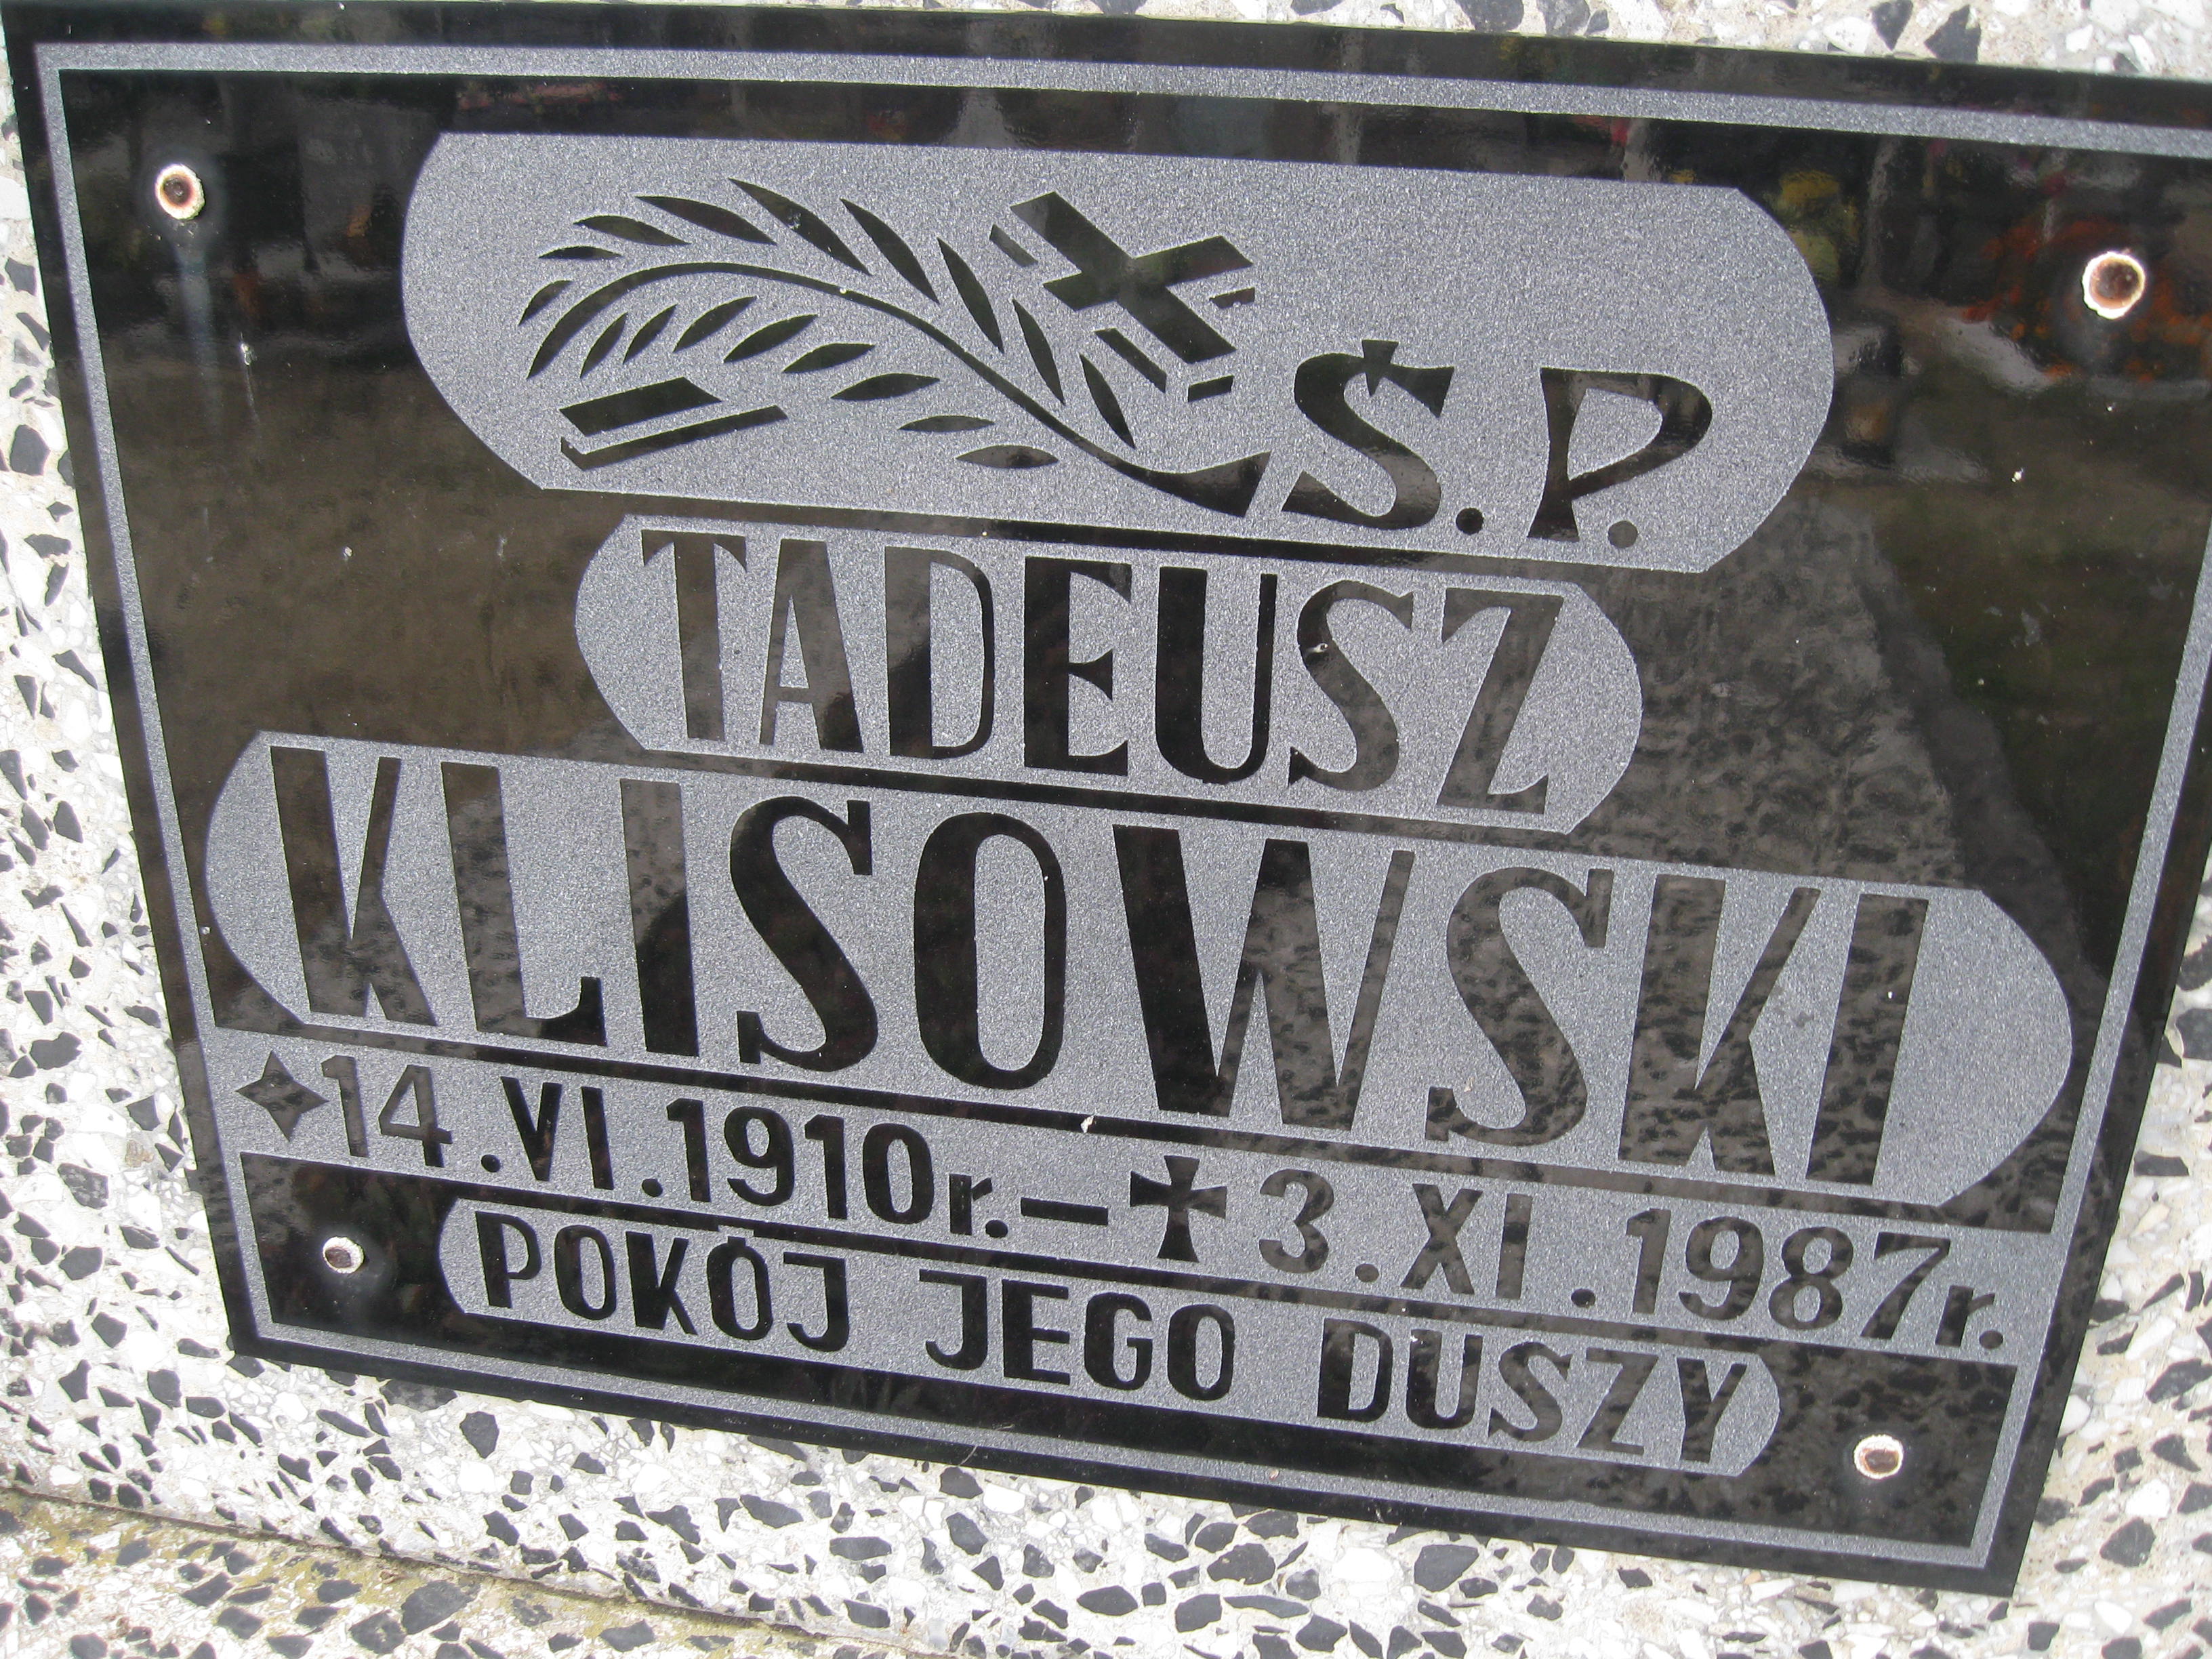 Ś.P.
TADEUSZ
KLISOWSKI
✦14.VI.1910r.–✝3.XI.1987r.
POKÓJ JEGO DUSZY